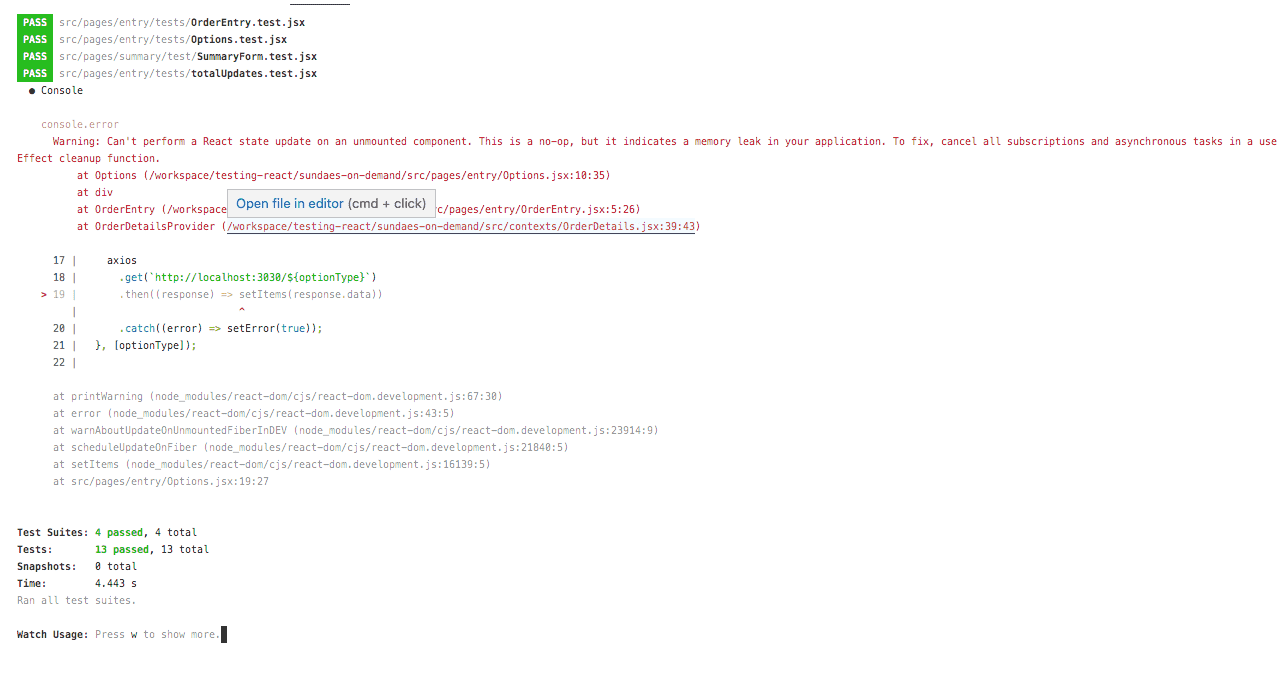 PASS src/pages/entry/tests/OrderEntry.test.jsx
PASS src/pages/entry/tests/Options.test.jsx
PASS src/pages/summary/test/SummaryForm.test.jsx
PASS src/pages/entry/tests/totalUpdates.test.jsx
● Console
console.error
Warning: Can't perform a React state update on an unmounted component. This is a no-op, but it indicates a memory leak in your application. To fix, cancel all subscriptions and asynchronous tasks in a use
Effect cleanup function.
at Options (/workspace/testing-react/sundaes-on-demand/src/pages/entry/Options.jsx:10:35)
at div
Open file in editor (cmd + click)
at OrderEntry (/workspace c/pages/entry/OrderEntry.jsx:5:26)
at OrderDetailsProvider (/workspace/testing-react/sundaes-on-demand/src/contexts/OrderDetails.jsx:39:43)
17 | axios
18 | .get(`http://localhost:3030/${optionType}`)
> 19 | .then((response) => setItems(response.data))
| ^
20 | .catch((error) => setError(true));
21 | }, [optionType]);
22 |
at printWarning (node_modules/react-dom/cjs/react-dom.development.js:67:30)
at error (node_modules/react-dom/cjs/react-dom.development.js:43:5)
at warnAboutUpdateOnUnmountedFiberInDEV (node_modules/react-dom/cjs/react-dom.development.js:23914:9)
at scheduleUpdateOnFiber (node_modules/react-dom/cjs/react-dom.development.js:21840:5)
at setItems (node_modules/react-dom/cjs/react-dom.development.js:16139:5)
at src/pages/entry/Options.jsx:19:27
Test Suites: 4 passed, 4 total
Tests: 13 passed, 13 total
Snapshots: 0 total
Time: 4.443 s
Ran all test suites.
Watch Usage: Press w to show more.